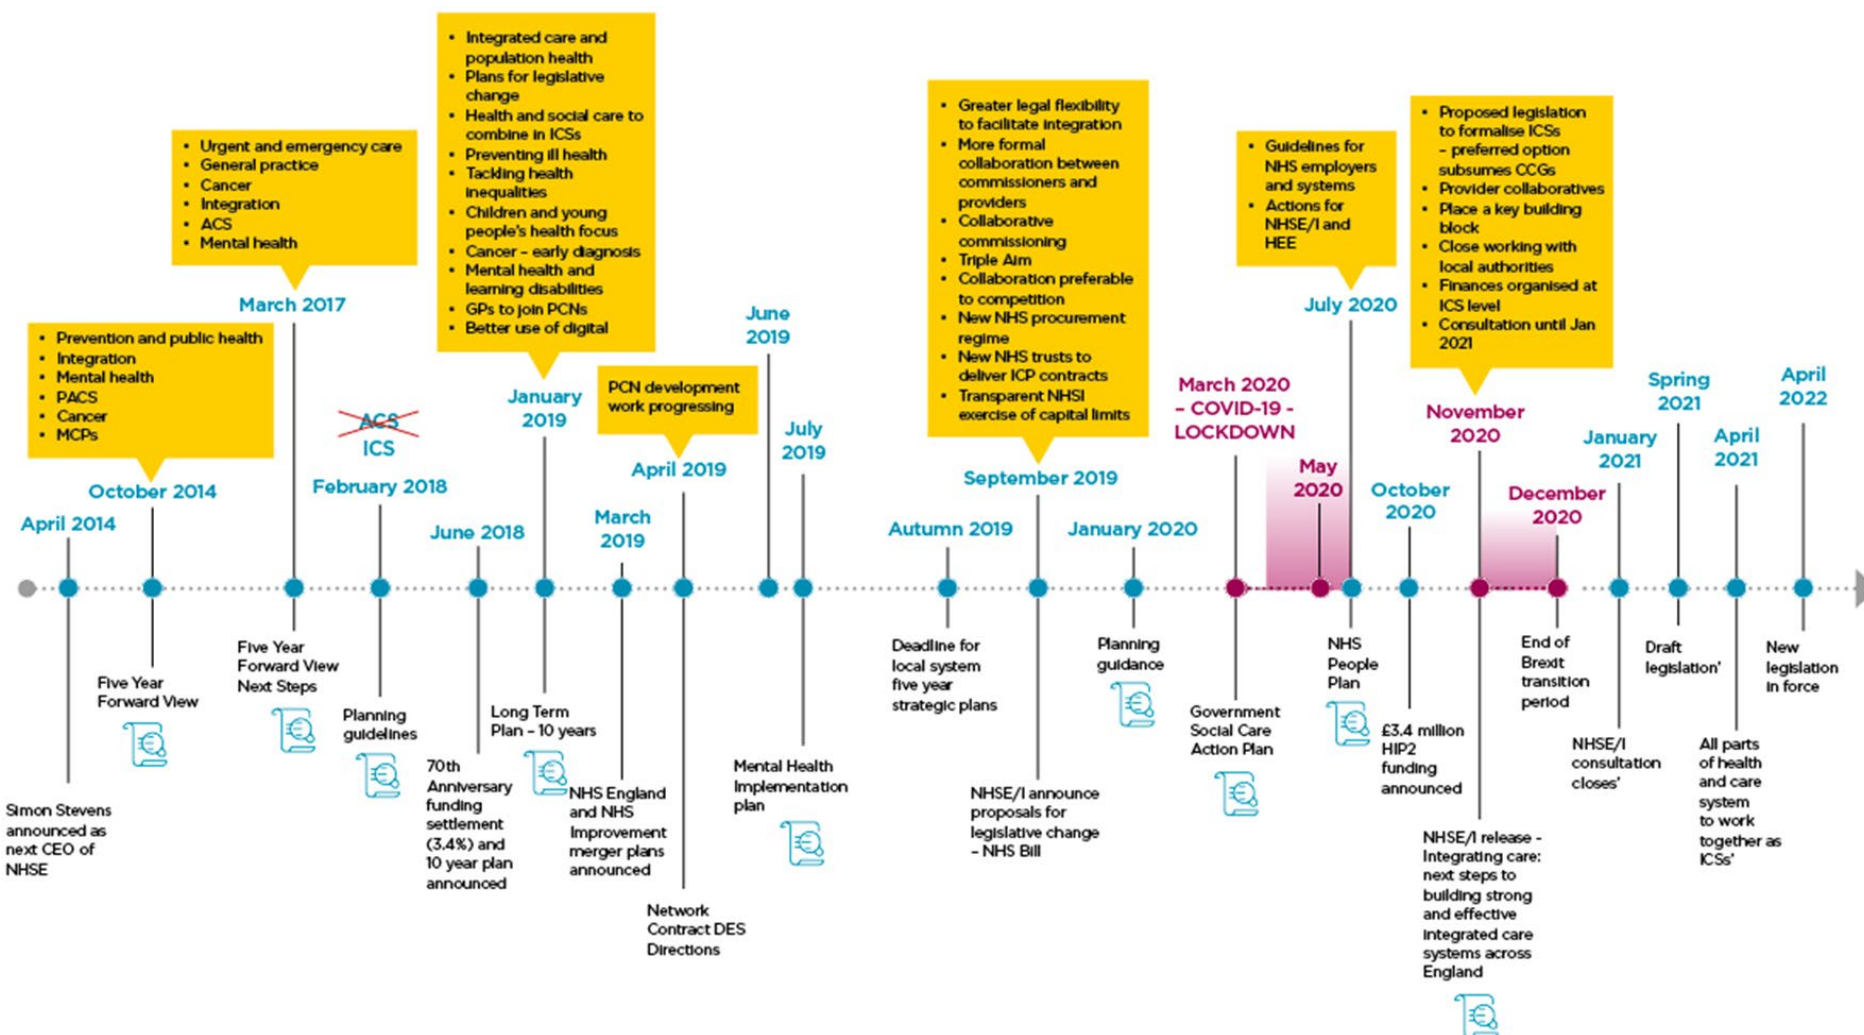 • Prevention and public health
• Integration
• Mental health
• PACS
• Cancer
• MCPs
• Urgent and emergency care
• General practice
• Cancer
• Integration
• ACS
• Mental health
• Integrated care and
population health
• Plans for legislative
change
• Health and social care to
combine in ICSs
• Preventing ill health
• Tackling health
inequalities
• Children and young
people's health focus
• Cancer – early diagnosis
• Mental health and
learning disabilities
• GPs to join PCNs
• Better use of digital
PCN development
work progressing
• Greater legal flexibility
to facilitate integration
• More formal
collaboration between
commissioners and
providers
• Collaborative
commissioning
• Triple Aim
• Collaboration preferable
to competition
• New NHS procurement
regime
• New NHS trusts to
deliver ICP contracts
• Transparent NHSI
exercise of capital limits
• Guidelines for
NHS employers
and systems
• Actions for
NHSE/I and
HEE
• Proposed legislation
to formalise ICSs
– preferred option
subsumes CCGs
• Provider collaboratives
• Place a key building
block
• Close working with
local authorities
• Finances organised at
ICS level
• Consultation until Jan
2021
April 2014
October 2014
March 2017
ACS
ICS
February 2018
June 2018
January
2019
March
2019
April 2019
June
2019
July
2019
Autumn 2019
September 2019
January 2020
March 2020
– COVID-19 -
LOCKDOWN
May
2020
July 2020
October
2020
November
2020
December
2020
January
2021
Spring
2021
April
2021
April
2022
Simon Stevens
announced as
next CEO of
NHSE
Five Year
Forward View
Five Year
Forward View
Next Steps
Planning
guidelines
70th
Anniversary
funding
settlement
(3.4%) and
10 year plan
announced
Long Term
Plan – 10 years
NHS England
and NHS
Improvement
merger plans
announced
Network
Contract DES
Directions
Mental Health
Implementation
plan
Deadline for
local system
five year
strategic plans
NHSE/I announce
proposals for
legislative change
– NHS Bill
Planning
guidance
Government
Social Care
Action Plan
NHS
People
Plan
£3.4 million
HIP2
funding
announced
NHSE/I release -
Integrating care:
next steps to
building strong
and effective
integrated care
systems across
England
End of
Brexit
transition
period
NHSE/I
consultation
closes'
Draft
legislation'
All parts
of health
and care
system
to work
together as
ICSs'
New
legislation
in force